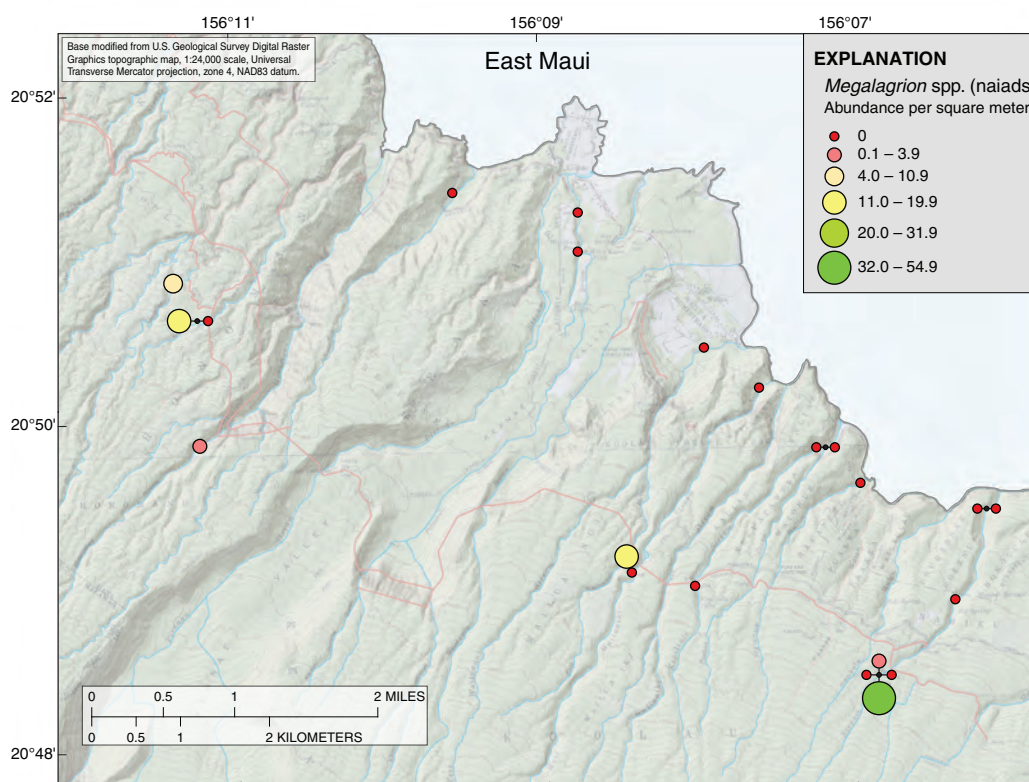 156°11'
156°09'
156°07'
Base modified from U.S. Geological Survey Digital Raster
Graphics topographic map, 1:24,000 scale, Universal
Transverse Mercator projection, zone 4, NAD83 datum.
East Maui
EXPLANATION
Megalagrion spp. (naiads
Abundance per square meter
0
0.1 – 3.9
4.0 – 10.9
11.0 – 19.9
20.0 – 31.9
32.0 – 54.9
20°52'
20°50'
20°48'
0 0.5 1 2 MILES
0 0.5 1 2 KILOMETERS